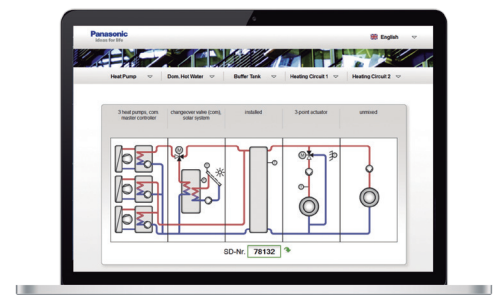 Panasonic
ideas for life
English
Heat Pump
Dom. Hot Water
Buffer Tank
Heating Circuit 1
Heating Circuit 2
3 heat pumps, com.
master controler
changeover valve (com),
solar system
installed
3-point actuator
unmixed
M
M
SD-Nr. 78132